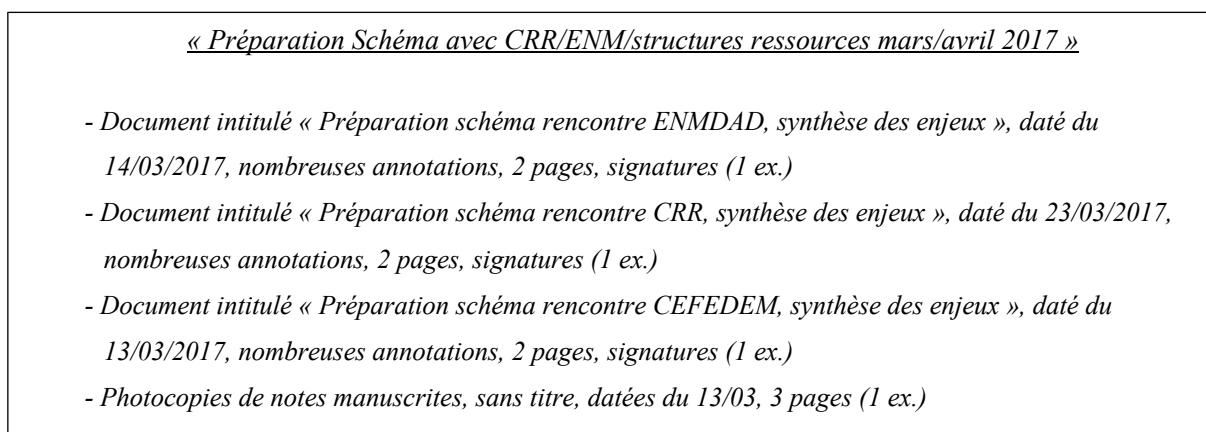 « Préparation Schéma avec CRR/ENM/structures ressources mars/avril 2017 »
- Document intitulé « Préparation schéma rencontre ENMDAD, synthèse des enjeux », daté du
14/03/2017, nombreuses annotations, 2 pages, signatures (1 ex.)
- Document intitulé « Préparation schéma rencontre CRR, synthèse des enjeux », daté du 23/03/2017,
nombreuses annotations, 2 pages, signatures (1 ex.)
- Document intitulé « Préparation schéma rencontre CEFEDEM, synthèse des enjeux », daté du
13/03/2017, nombreuses annotations, 2 pages, signatures (1 ex.)
- Photocopies de notes manuscrites, sans titre, datées du 13/03, 3 pages (1 ex.)